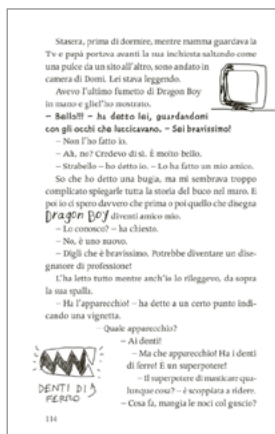 Stasera, prima di dormire, mentre mamma guardava la
Tv e papà portava avanti la sua inchiesta saltando come
una pulce da un sito all'altro, sono andato in
camera di Domi. Lei stava leggendo.
Avevo l'ultimo fumetto di Dragon Boy
in mano e gliel'ho mostrato.
– Bello!!! – ha detto lei, guardandomi
con gli occhi che luccicavano. – Sei bravissimo!
– Non l'ho fatto io.
– Ah, no? Credevo di sì. È molto bello.
– Strabello – ho detto io. – Lo ha fatto un mio amico.
So che ho detto una bugia, ma mi sembrava troppo
complicato spiegarle tutta la storia del buco nel muro. E
poi io ci spero davvero che prima o poi quello che disegna
Dragon Boy diventi amico mio.
– Lo conosco? – ha chiesto.
– No, è uno nuovo.
– Digli che è bravissimo. Potrebbe diventare un dise-
gnatore di professione!
L'ha letto tutto mentre anch'io lo rileggevo, da sopra
la sua spalla.
– Ha l'apparecchio! – ha detto a un certo punto indi-
cando una vignetta.
– Quale apparecchio?
– Ai denti!
– Ma che apparecchio! Ha i denti
di ferro! È un superpotere!
– Il superpotere di masticare qua-
lunque cosa? – è scoppiata a ridere.
– Cosa fa, mangia le noci col guscio?
DENTI DI
FERRO
114